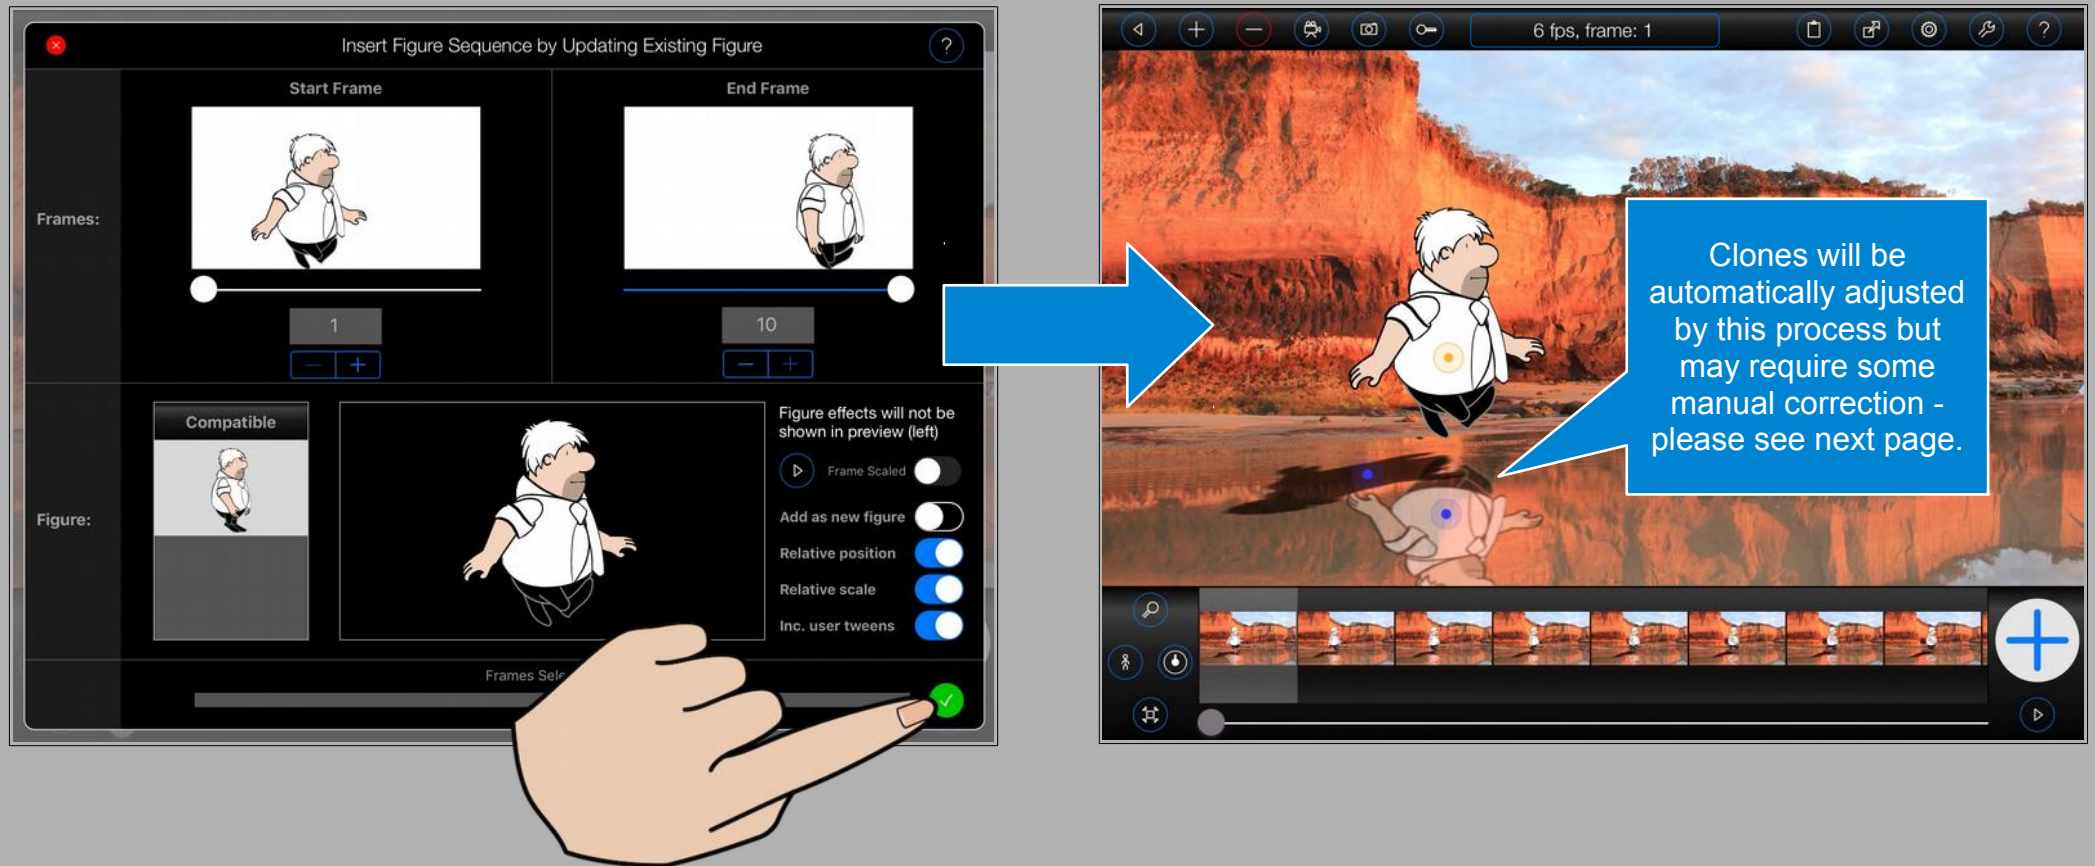 Insert Figure Sequence by Updating Existing Figure
?
Start Frame
End Frame
Frames:
1
10
Compatible
Figure effects will not be
shown in preview (left)
Frame Scaled
Add as new figure
Figure:
Relative position
Relative scale
Inc. user tweens
6 fps, frame: 1
?
Clones will be
automatically adjusted
by this process but
may require some
manual correction -
please see next page.